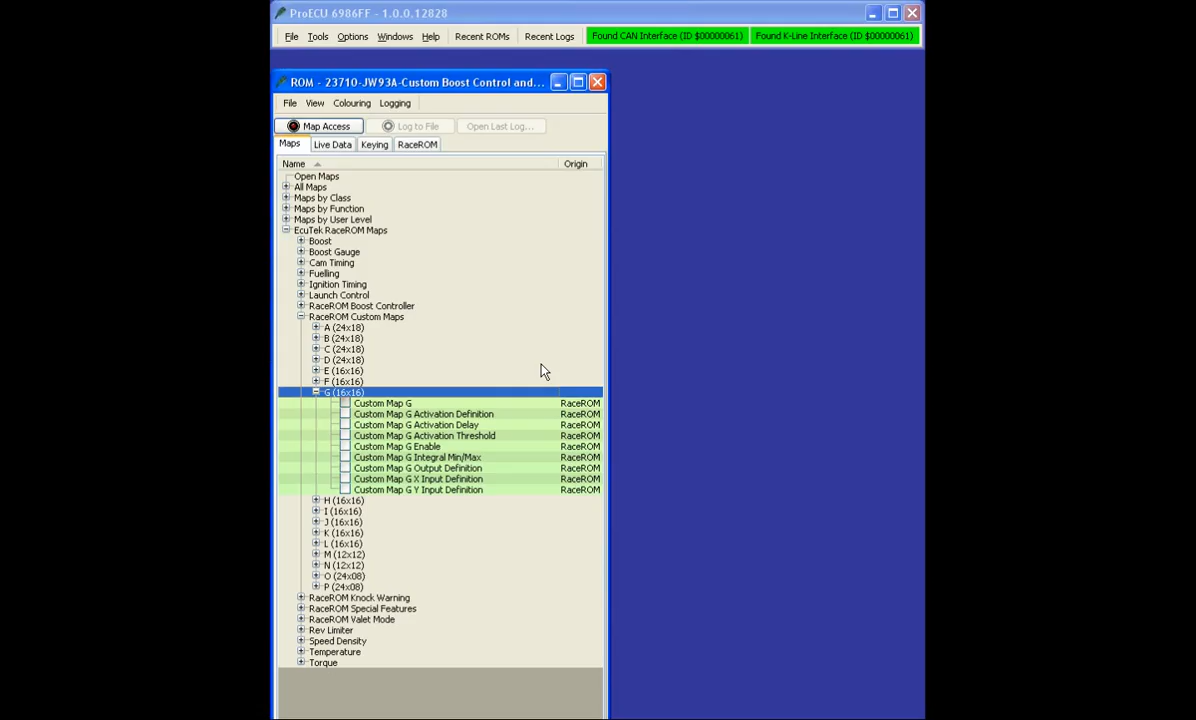 ProECU 6986FF - 1.0.0.12828
File Tools Options Windows Help Recent ROMs Recent Logs Found CAN Interface (ID $00000061) Found K-Line Interface (ID $00000061)
ROM - 23710-JW93A-Custom Boost Control and...
File View Colouring Logging
Map Access Log to File Open Last Log...
Maps Live Data Keying RaceROM
Name Origin
Open Maps
All Maps
Maps by Class
Maps by Function
Maps by User Level
EcuTek RaceROM Maps
Boost
Boost Gauge
Cam Timing
Fuelling
Ignition Timing
Launch Control
RaceROM Boost Controller
RaceROM Custom Maps
A (24x18)
B (24x18)
C (24x18)
D (24x18)
E (16x16)
F (16x16)
G (16x16)
Custom Map G RaceROM
Custom Map G Activation Definition RaceROM
Custom Map G Activation Delay RaceROM
Custom Map G Activation Threshold RaceROM
Custom Map G Enable RaceROM
Custom Map G Integral Min/Max RaceROM
Custom Map G Output Definition RaceROM
Custom Map G X Input Definition RaceROM
Custom Map G Y Input Definition RaceROM
H (16x16)
I (16x16)
J (16x16)
K (16x16)
L (16x16)
M (12x12)
N (12x12)
O (24x08)
P (24x08)
RaceROM Knock Warning
RaceROM Special Features
RaceROM Valet Mode
Rev Limiter
Speed Density
Temperature
Torque